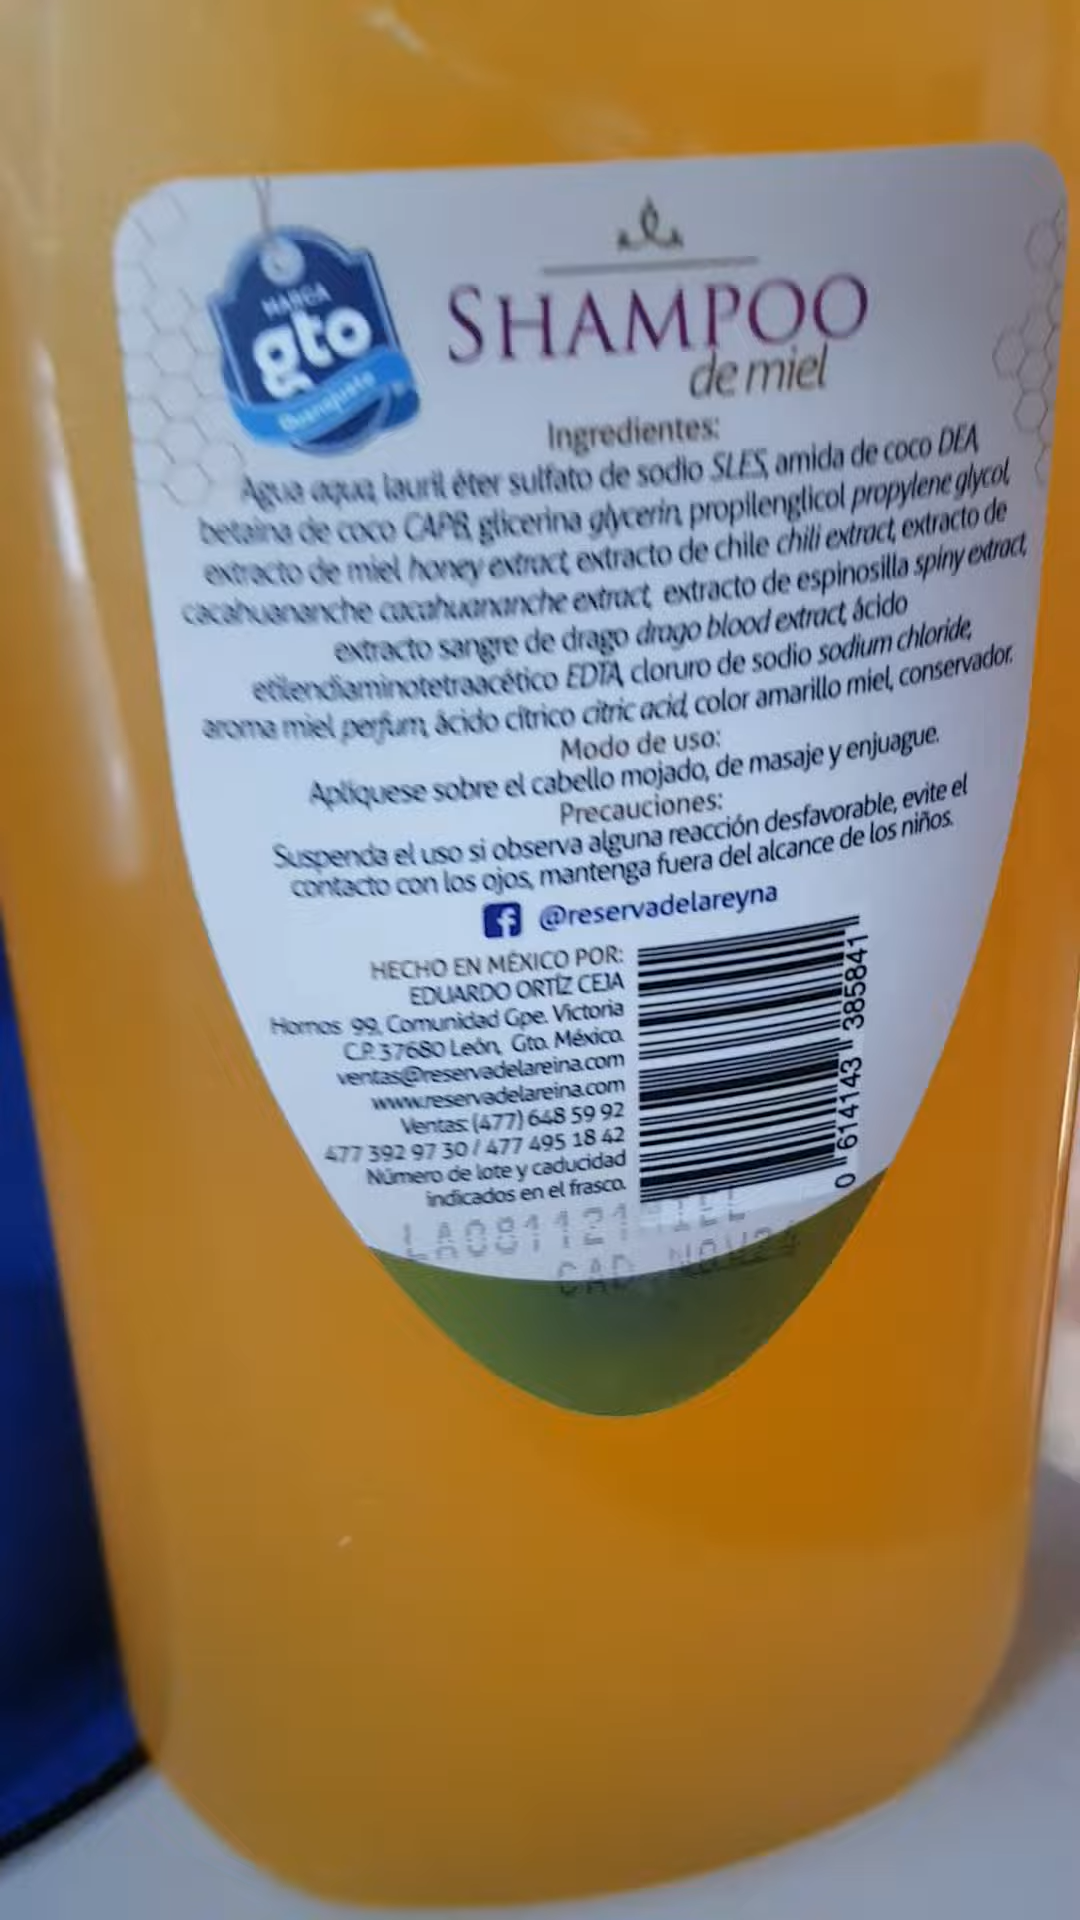 MARCA
gto
Guanajuato
SHAMPOO
de miel
Ingredientes:
Agua aqua, lauril éter sulfato de sodio SLES, amida de coco DEA,
betaina de coco CAPB, glicerina glycerin, propilenglicol propylene glycol,
extracto de miel honey extract, extracto de chile chili extract, extracto de
cacahuananche cacahuananche extract, extracto de espinosilla spiny extract,
extracto sangre de drago drago blood extract, ácido
etilendiaminotetraacético EDTA, cloruro de sodio sodium chloride,
aroma miel perfum, ácido cítrico citric acid, color amarillo miel, conservador.
Modo de uso:
Aplíquese sobre el cabello mojado, de masaje y enjuague.
Precauciones:
Suspenda el uso si observa alguna reacción desfavorable, evite el
contacto con los ojos, mantenga fuera del alcance de los niños.
@reservadelareyna
HECHO EN MÉXICO POR:
EDUARDO ORTÍZ CEJA
Hornos 99, Comunidad Gpe. Victoria
C.P. 37680 León, Gto. México.
ventas@reservadelareina.com
www.reservadelareina.com
Ventas: (477) 648 59 92
477 392 97 30 / 477 495 18 42
Número de lote y caducidad
indicados en el frasco.
0 614143 385841
LA081121
CAD NOV24